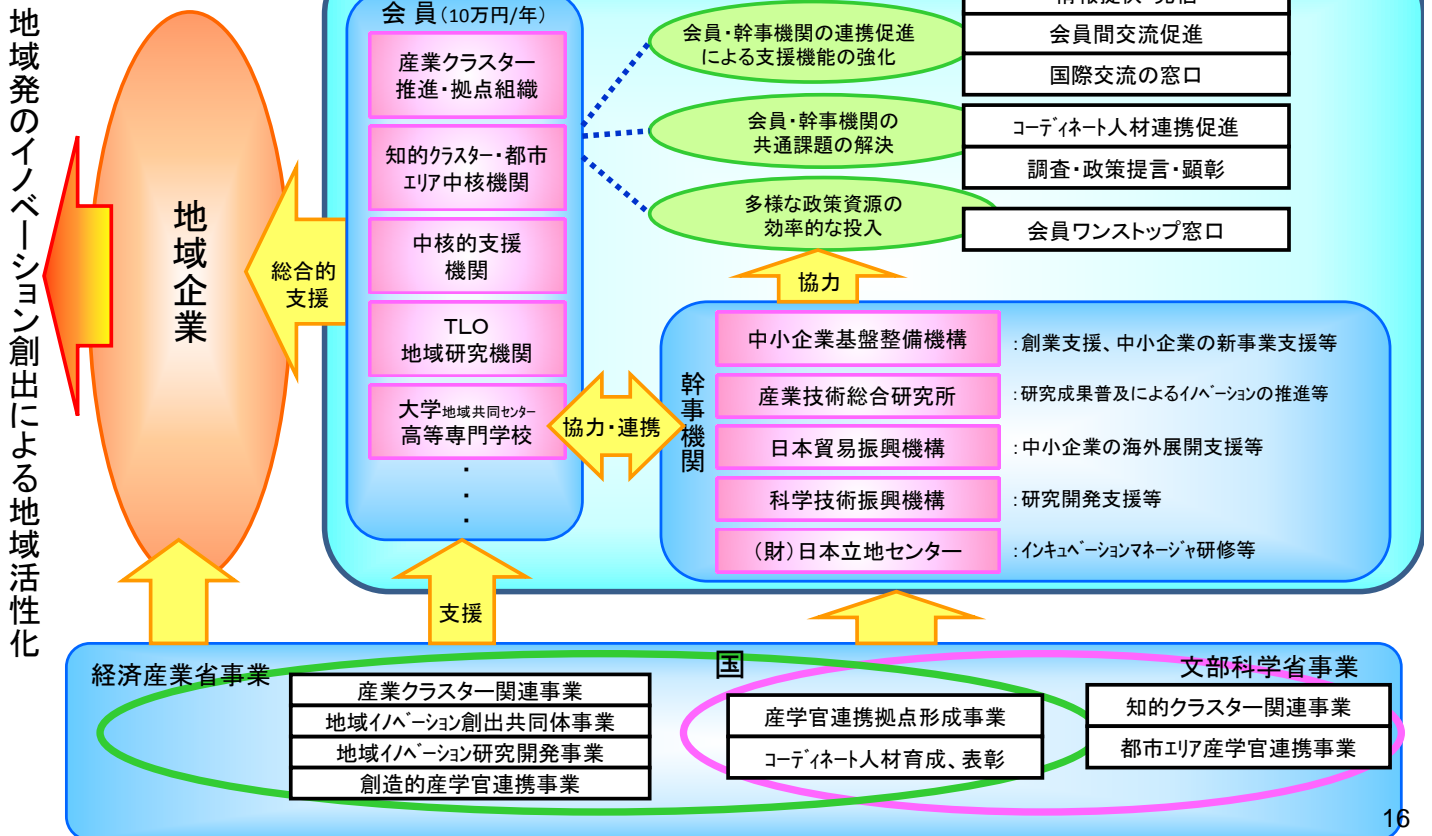 地域発のイノベーション創出による地域活性化
地域企業
総合的
支援
会 員(10万円/年)
産業クラスター
推進・拠点組織
知的クラスター・都市
エリア中核機関
中核的支援
機関
TLO
地域研究機関
大学地域共同センター
高等専門学校
・
・
・
会員・幹事機関の連携促進
による支援機能の強化
会員・幹事機関の
共通課題の解決
多様な政策資源の
効率的な投入
会員間交流促進
国際交流の窓口
コーディネート人材連携促進
調査・政策提言・顕彰
会員ワンストップ窓口
協力
協力・連携
幹事機関
中小企業基盤整備機構
:創業支援、中小企業の新事業支援等
産業技術総合研究所
:研究成果普及によるイノベーションの推進等
日本貿易振興機構
:中小企業の海外展開支援等
科学技術振興機構
:研究開発支援等
(財)日本立地センター
:インキュベーションマネージャ研修等
支援
国
経済産業省事業
文部科学省事業
産業クラスター関連事業
地域イノベーション創出共同体事業
地域イノベーション研究開発事業
創造的産学官連携事業
産学官連携拠点形成事業
コーディネート人材育成、表彰
知的クラスター関連事業
都市エリア産学官連携事業
16